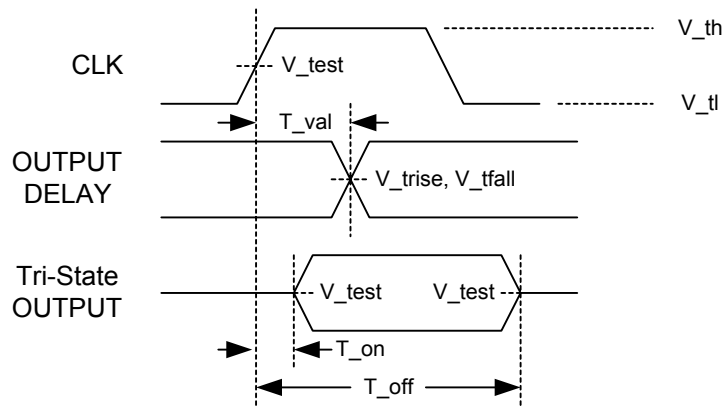 V_th
CLK
V_test
V_tl
T_val
OUTPUT
DELAY
V_trise, V_tfall
Tri-State
OUTPUT
V_test
V_test
T_on
T_off